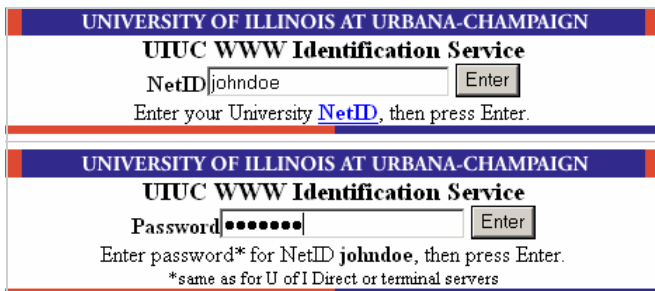 UNIVERSITY OF ILLINOIS AT URBANA-CHAMPAIGN
UIUC WWW Identification Service
NetID johndoe Enter
Enter your University NetID, then press Enter.
UNIVERSITY OF ILLINOIS AT URBANA-CHAMPAIGN
UIUC WWW Identification Service
Password ●●●●●●● Enter
Enter password* for NetID johndoe, then press Enter.
*same as for U of I Direct or terminal servers